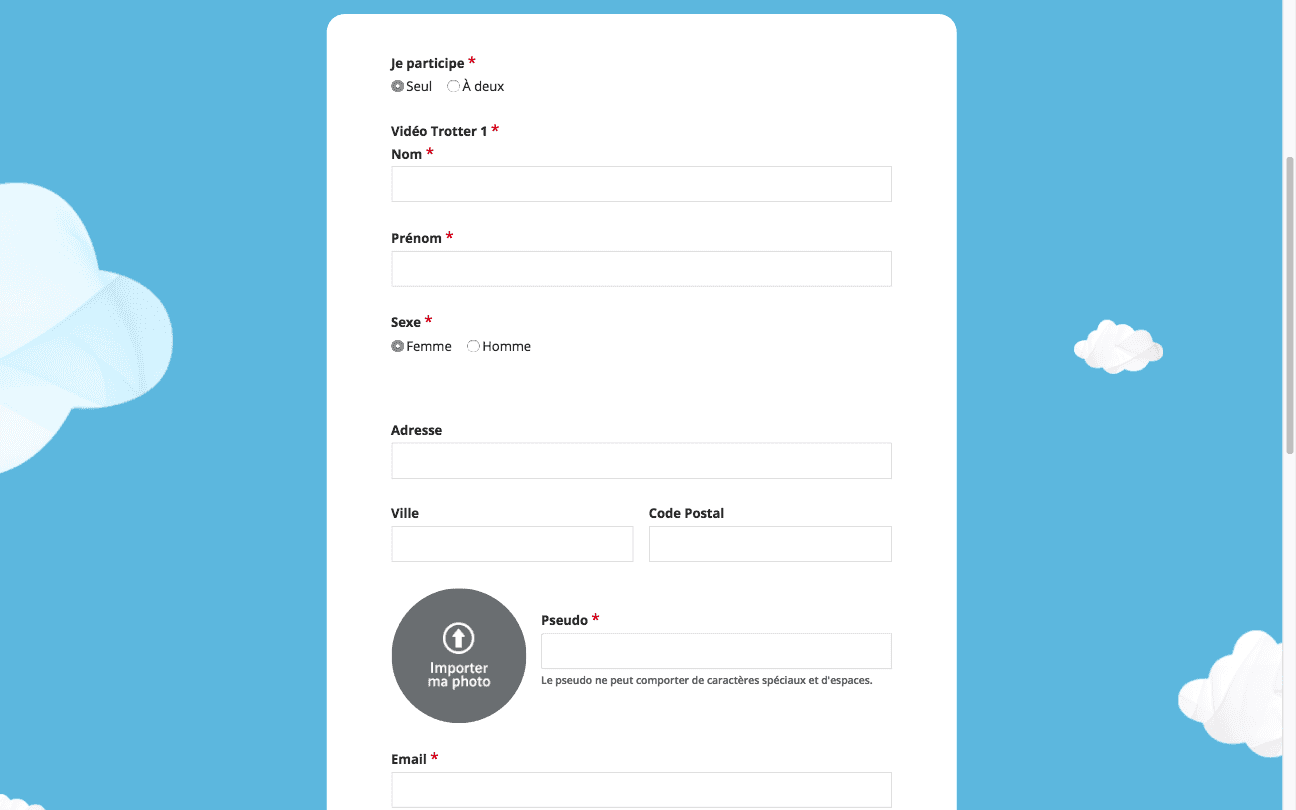 Je participe *
Seul À deux
Vidéo Trotter 1 *
Nom *
Prénom *
Sexe *
Femme Homme
Adresse
Ville Code Postal
Importer
ma photo
Pseudo *
Le pseudo ne peut comporter de caractères spéciaux et d'espaces.
Email *